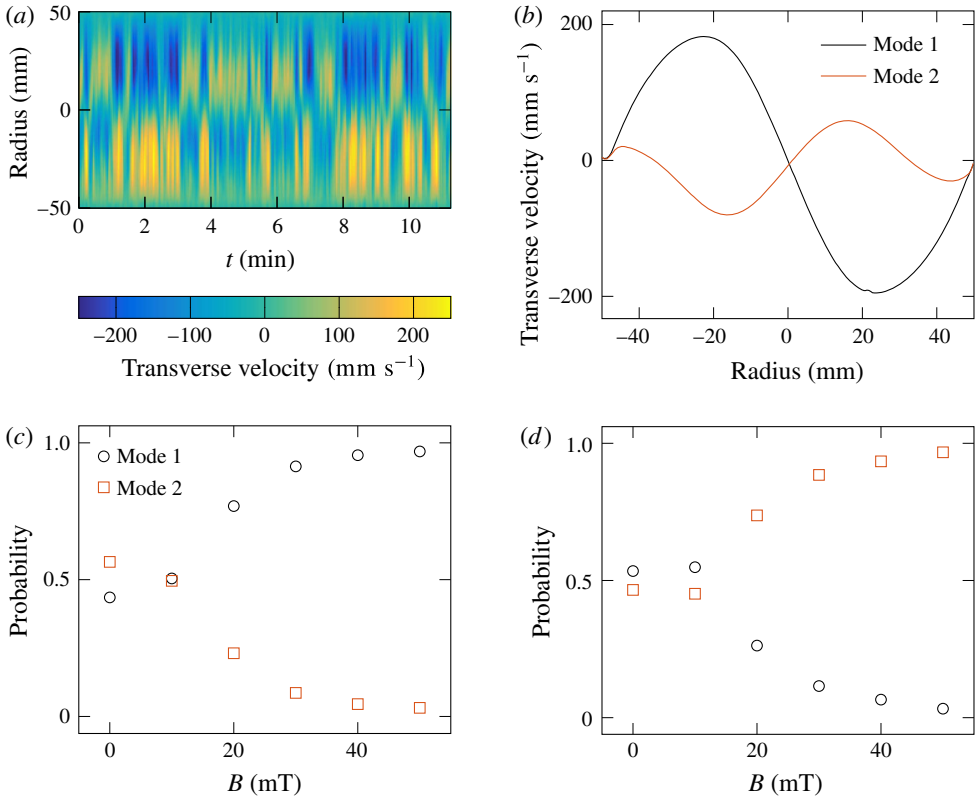 (a)
50
0
−50
Radius (mm)
0 2 4 6 8 10
t (min)
−200 −100 0 100 200
Transverse velocity (mm s⁻¹)
(b)
200
0
−200
Transverse velocity (mm s⁻¹)
Mode 1
Mode 2
−40 −20 0 20 40
Radius (mm)
(c)
1.0
0.5
0
Probability
Mode 1
Mode 2
0 20 40
B (mT)
(d)
1.0
0.5
0
Probability
0 20 40
B (mT)